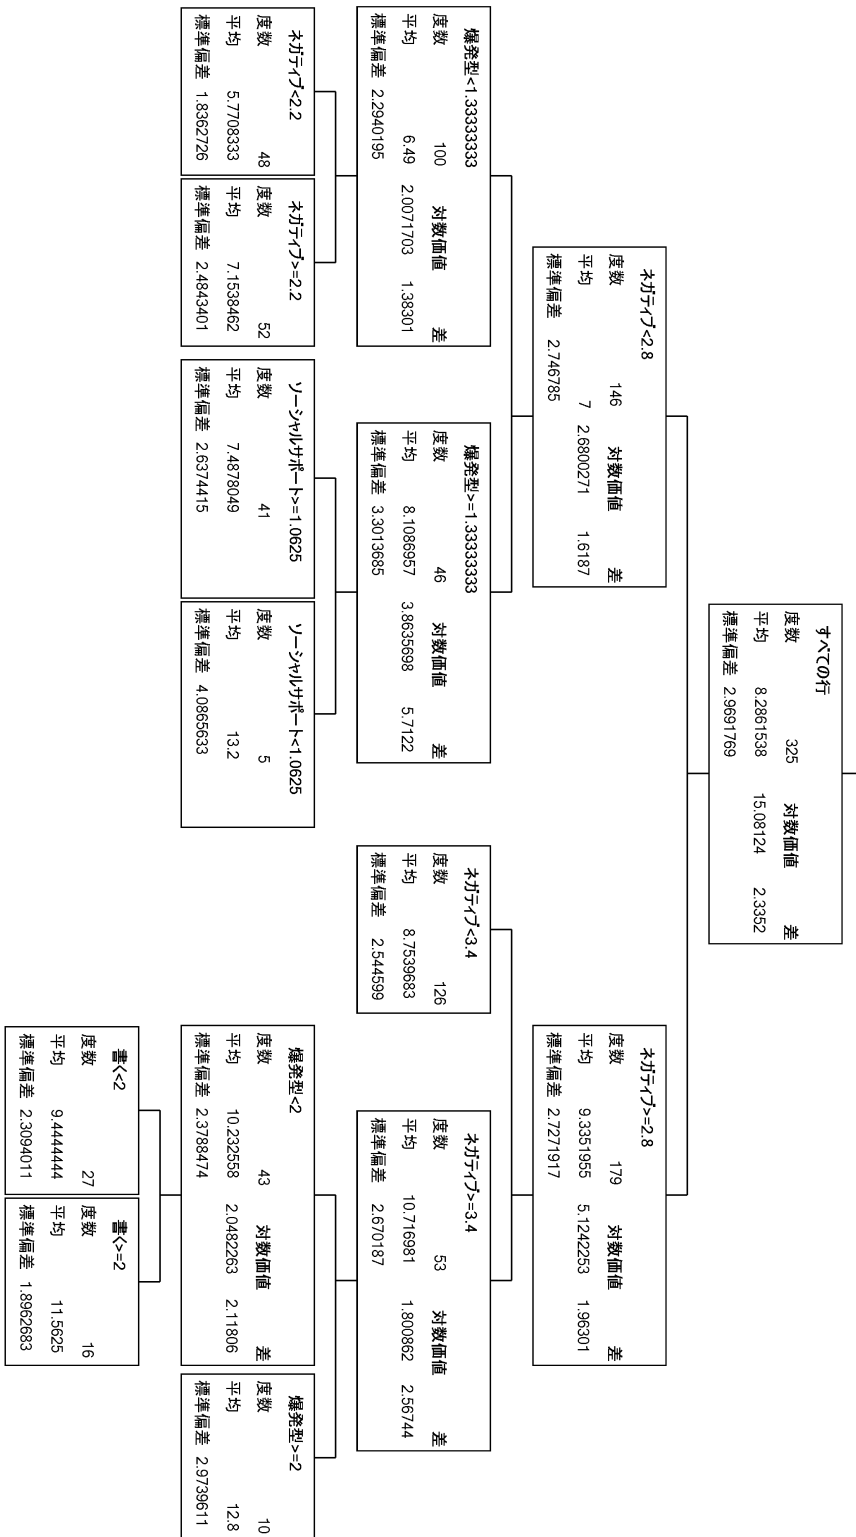 すべての行
度数 325 対数価値 差
平均 8.2861538 15.08124 2.3352
標準偏差 2.9691769
ネガティブ<2.8
度数 146 対数価値 差
平均 7 2.6800271 1.6187
標準偏差 2.746785
ネガティブ>=2.8
度数 179 対数価値 差
平均 9.3351955 5.1242253 1.96301
標準偏差 2.7271917
爆発型<1.33333333
度数 100 対数価値 差
平均 6.49 2.0071703 1.38301
標準偏差 2.2940195
爆発型>=1.33333333
度数 46 対数価値 差
平均 8.1086957 3.8635698 5.7122
標準偏差 3.3013685
ネガティブ<3.4
度数 126
平均 8.7539683
標準偏差 2.544599
ネガティブ>=3.4
度数 53 対数価値 差
平均 10.716981 1.800862 2.56744
標準偏差 2.670187
ネガティブ<2.2
度数 48
平均 5.7708333
標準偏差 1.8362726
ネガティブ>=2.2
度数 52
平均 7.1538462
標準偏差 2.4843401
ソーシャルサポート>=1.0625
度数 41
平均 7.4878049
標準偏差 2.6374415
ソーシャルサポート<1.0625
度数 5
平均 13.2
標準偏差 4.0865633
爆発型<2
度数 43 対数価値 差
平均 10.232558 2.0482263 2.11806
標準偏差 2.3788474
爆発型>=2
度数 10
平均 12.8
標準偏差 2.9739611
書く<2
度数 27
平均 9.4444444
標準偏差 2.3094011
書く>=2
度数 16
平均 11.5625
標準偏差 1.8962683